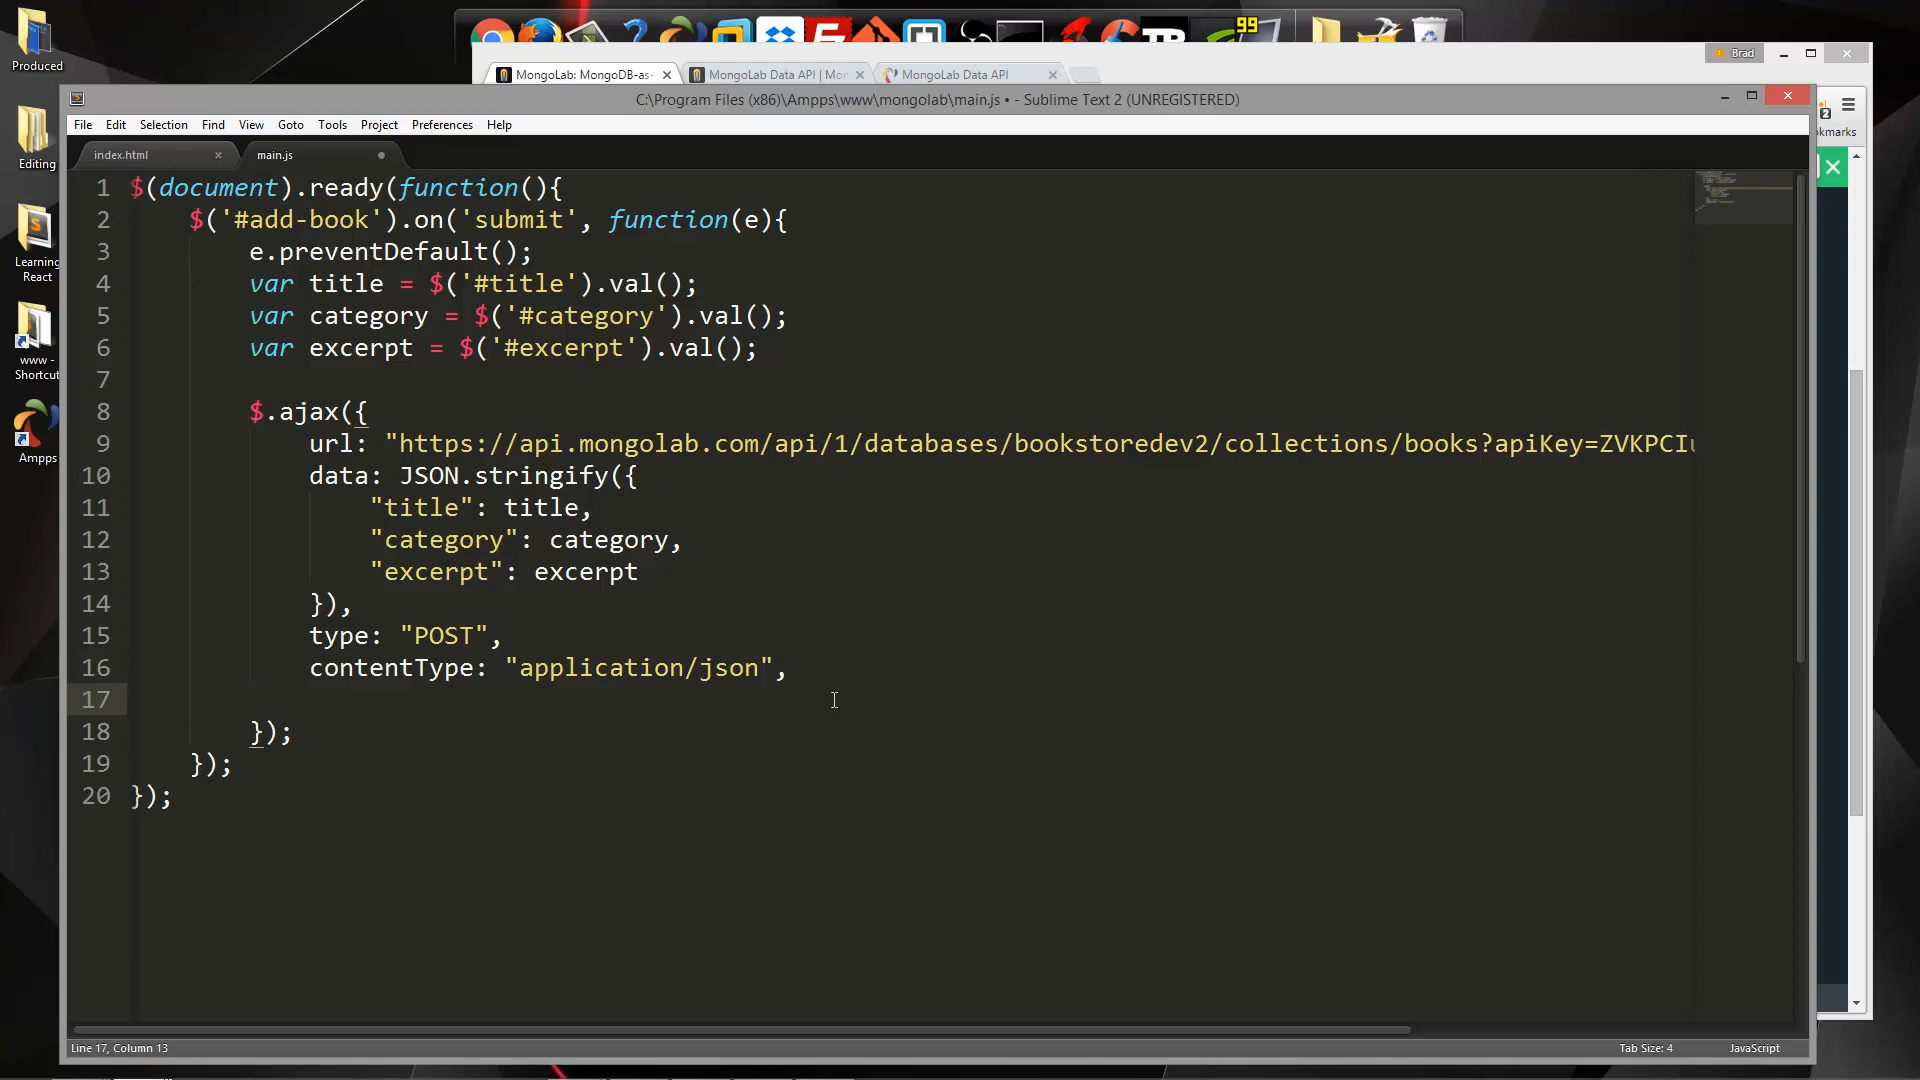 Produced
Editing
Learning
React
www -
Shortcut
Ampps
99
Brad
MongoLab: MongoDB-as-
MongoLab Data API | Mon
MongoLab Data API
C:\Program Files (x86)\Ampps\www\mongolab\main.js • - Sublime Text 2 (UNREGISTERED)
File Edit Selection Find View Goto Tools Project Preferences Help
2
kmarks
index.html
main.js
1 $(document).ready(function(){
2 $('#add-book').on('submit', function(e){
3 e.preventDefault();
4 var title = $('#title').val();
5 var category = $('#category').val();
6 var excerpt = $('#excerpt').val();
7
8 $.ajax({
9 url: "https://api.mongolab.com/api/1/databases/bookstoredev2/collections/books?apiKey=ZVKPCIu
10 data: JSON.stringify({
11 "title": title,
12 "category": category,
13 "excerpt": excerpt
14 }),
15 type: "POST",
16 contentType: "application/json",
17
18 });
19 });
20 });
Line 17, Column 13
Tab Size: 4
JavaScript